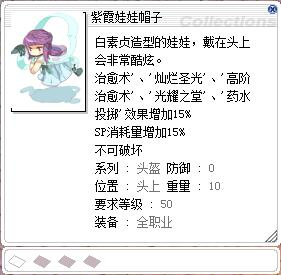 紫霞娃娃帽子
Collections
白素贞造型的娃娃，戴在头上
会非常酷炫。
治愈术'、'灿烂圣光'、'高阶
治愈术'、'光耀之堂'、'药水
投掷'效果增加15%
SP消耗量增加15%
不可破坏
系列：头盔 防御：0
位置：头上 重量：10
要求等级：50
装备：全职业